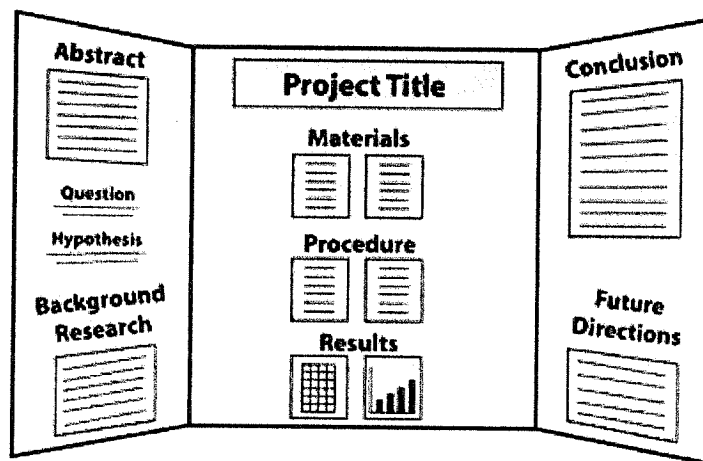 Abstract
Question
Hypothesis
Background
Research
Project Title
Materials
Procedure
Results
Conclusion
Future
Directions